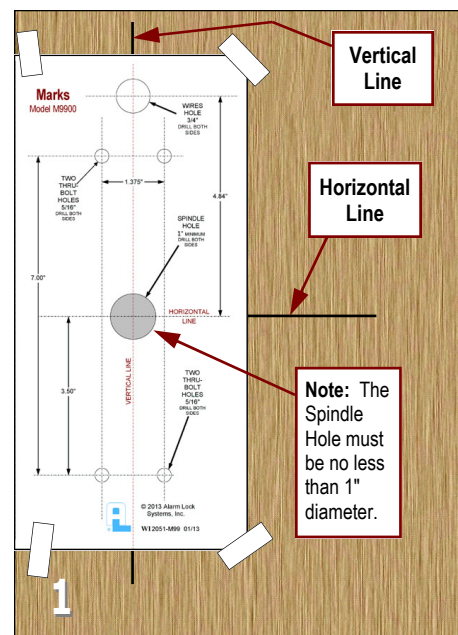 Vertical
Line
Marks
Model M9900
WIRES
HOLE
3/4"
DRILL BOTH
SIDES
TWO
THRU-
BOLT
HOLES
5/16"
DRILL BOTH
SIDES
1.375"
4.84"
Horizontal
Line
SPINDLE
HOLE
1" MINIMUM
DRILL BOTH
SIDES
7.00"
HORIZONTAL
LINE
VERTICAL LINE
3.50"
TWO
THRU-
BOLT
HOLES
5/16"
DRILL BOTH
SIDES
Note: The
Spindle
Hole must
be no less
than 1"
diameter.
© 2013 Alarm Lock
Systems, Inc.
WI2051-M99 01/13
1